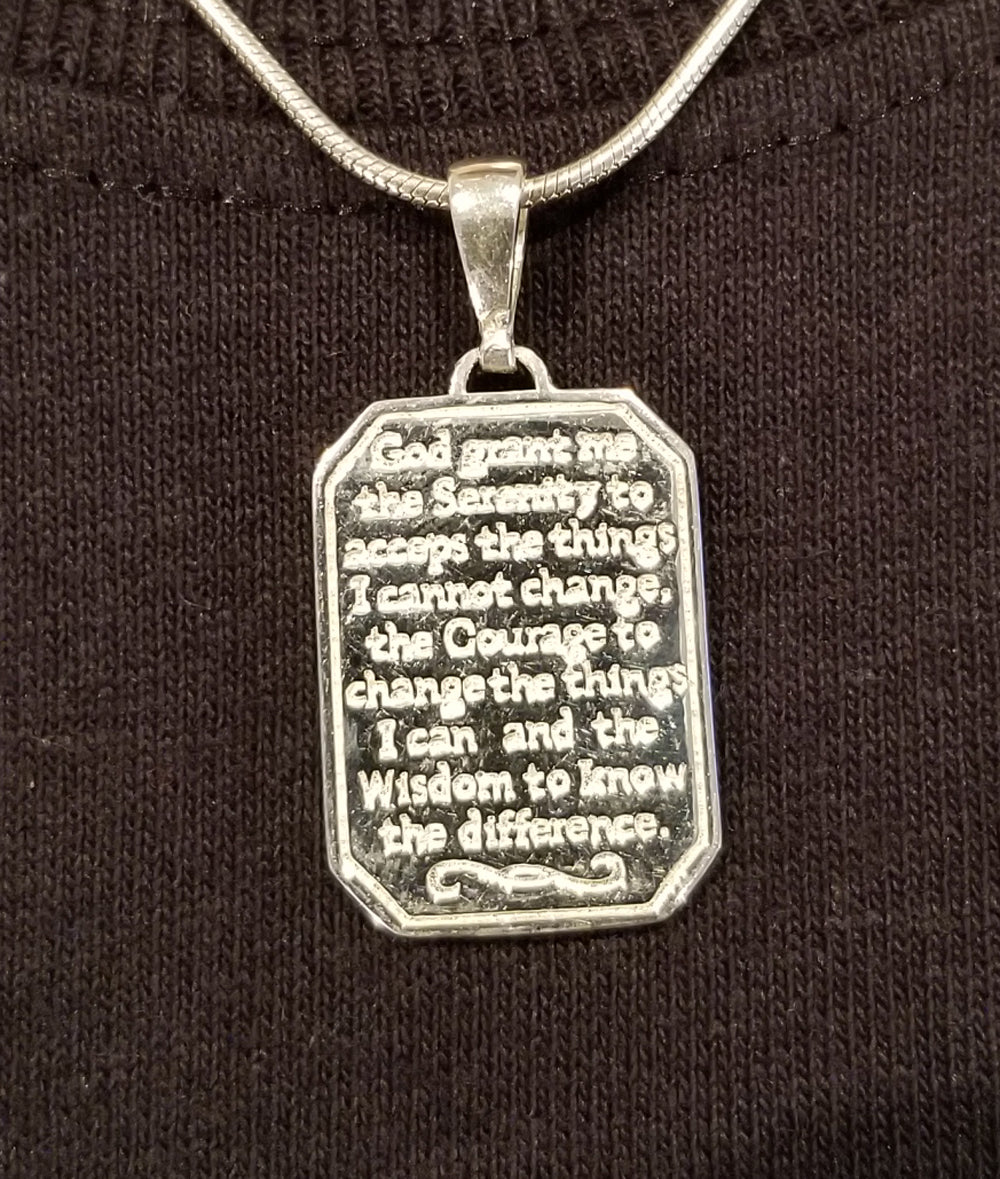 God grant me
the Serenity to
acceps the things
I cannot change,
the Courage to
change the things
I can and the
Wisdom to know
the difference.